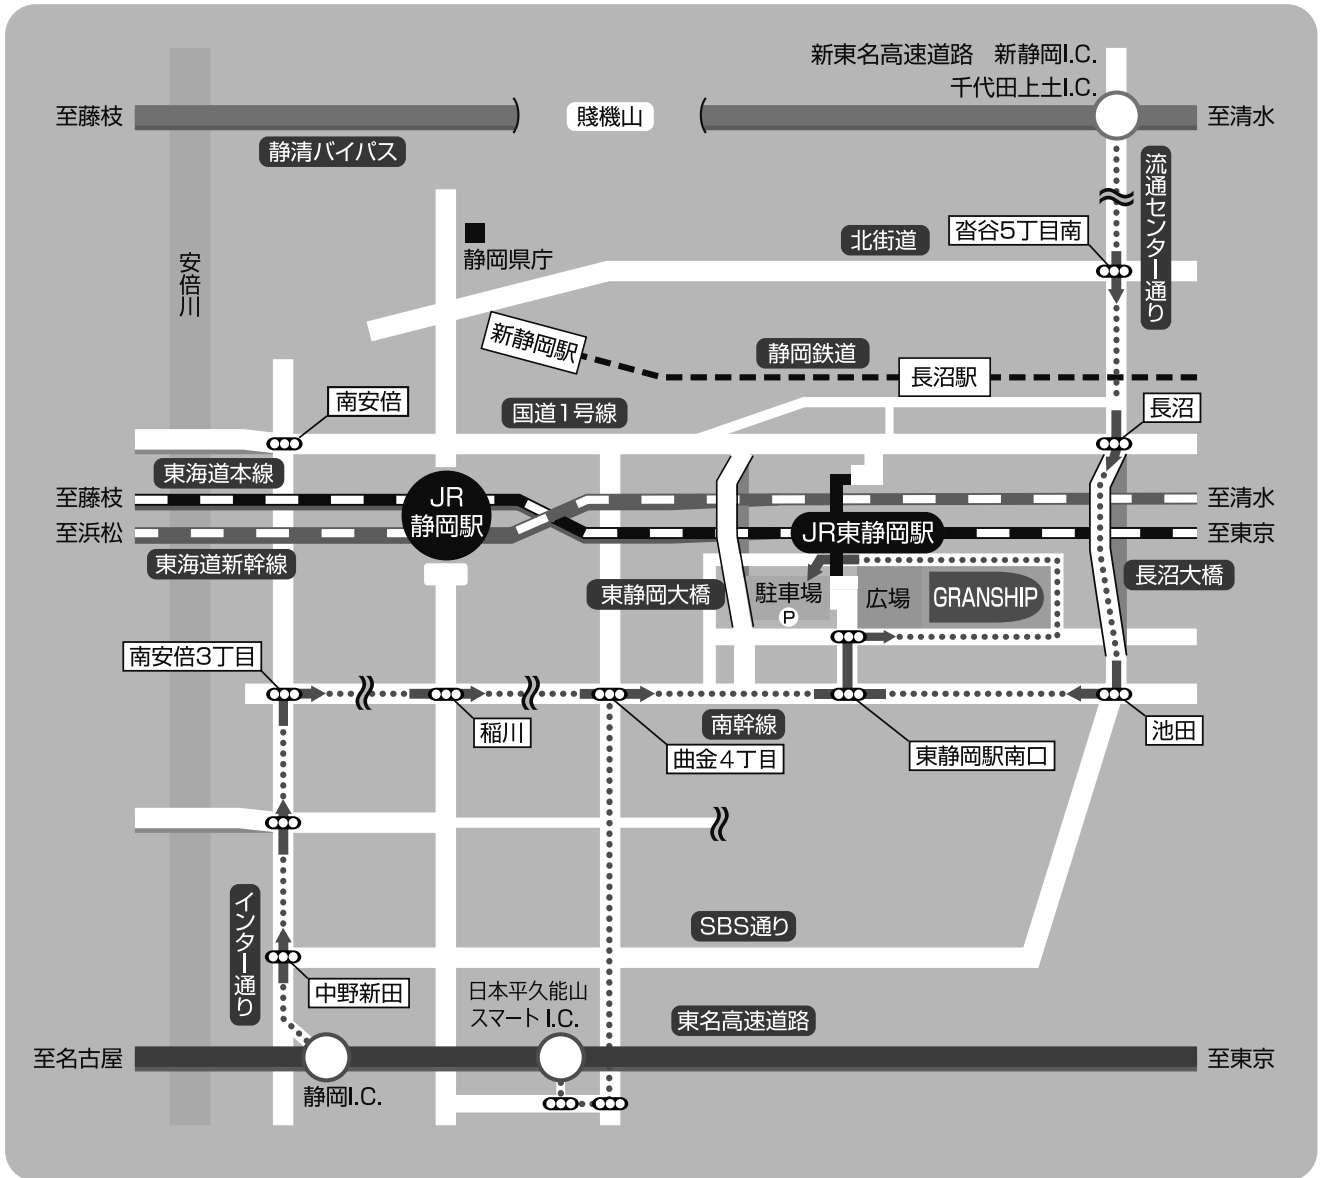 新東名高速道路　新静岡I.C.
千代田上土I.C.
至藤枝
賤機山
至清水
静清バイパス
流通センター通り
沓谷5丁目南
北街道
静岡県庁
安倍川
新静岡駅
静岡鉄道
長沼駅
南安倍
国道1号線
長沼
東海道本線
至藤枝
JR
静岡駅
至清水
至浜松
JR東静岡駅
至東京
東海道新幹線
東静岡大橋
駐車場
P
広場
GRANSHIP
長沼大橋
南安倍3丁目
稲川
南幹線
曲金4丁目
東静岡駅南口
池田
インター通り
SBS通り
中野新田
日本平久能山
スマート I.C.
東名高速道路
至名古屋
至東京
静岡I.C.